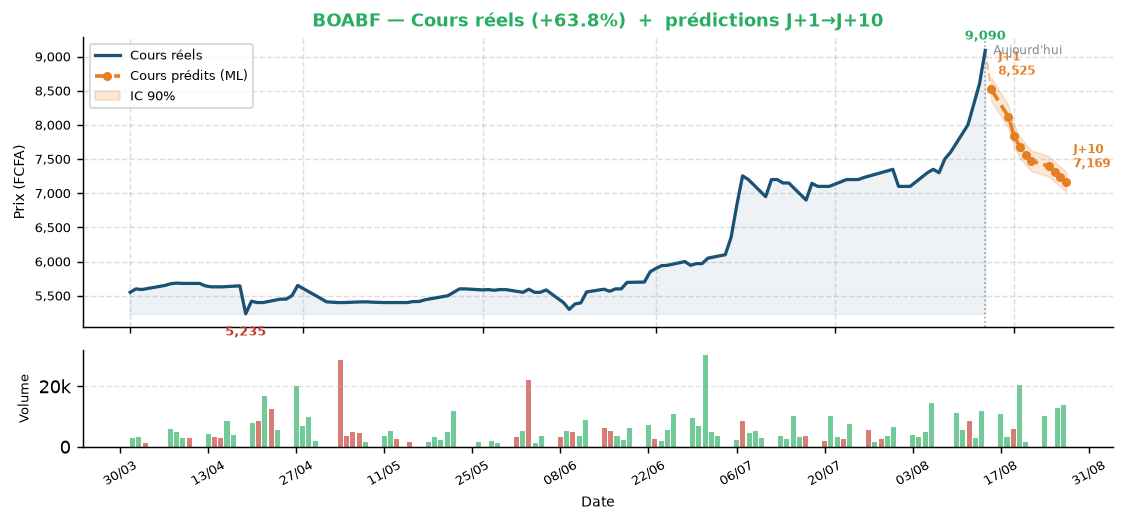 BOABF — Cours réels (+63.8%)  +  prédictions J+1→J+10
9,090
Aujourd'hui
Cours réels
Cours prédits (ML)
IC 90%
J+1
8,525
J+10
7,169
5,235
Prix (FCFA)
9,000
8,500
8,000
7,500
7,000
6,500
6,000
5,500
Volume
20k
0
30/03
13/04
27/04
11/05
25/05
08/06
22/06
06/07
20/07
03/08
17/08
31/08
Date